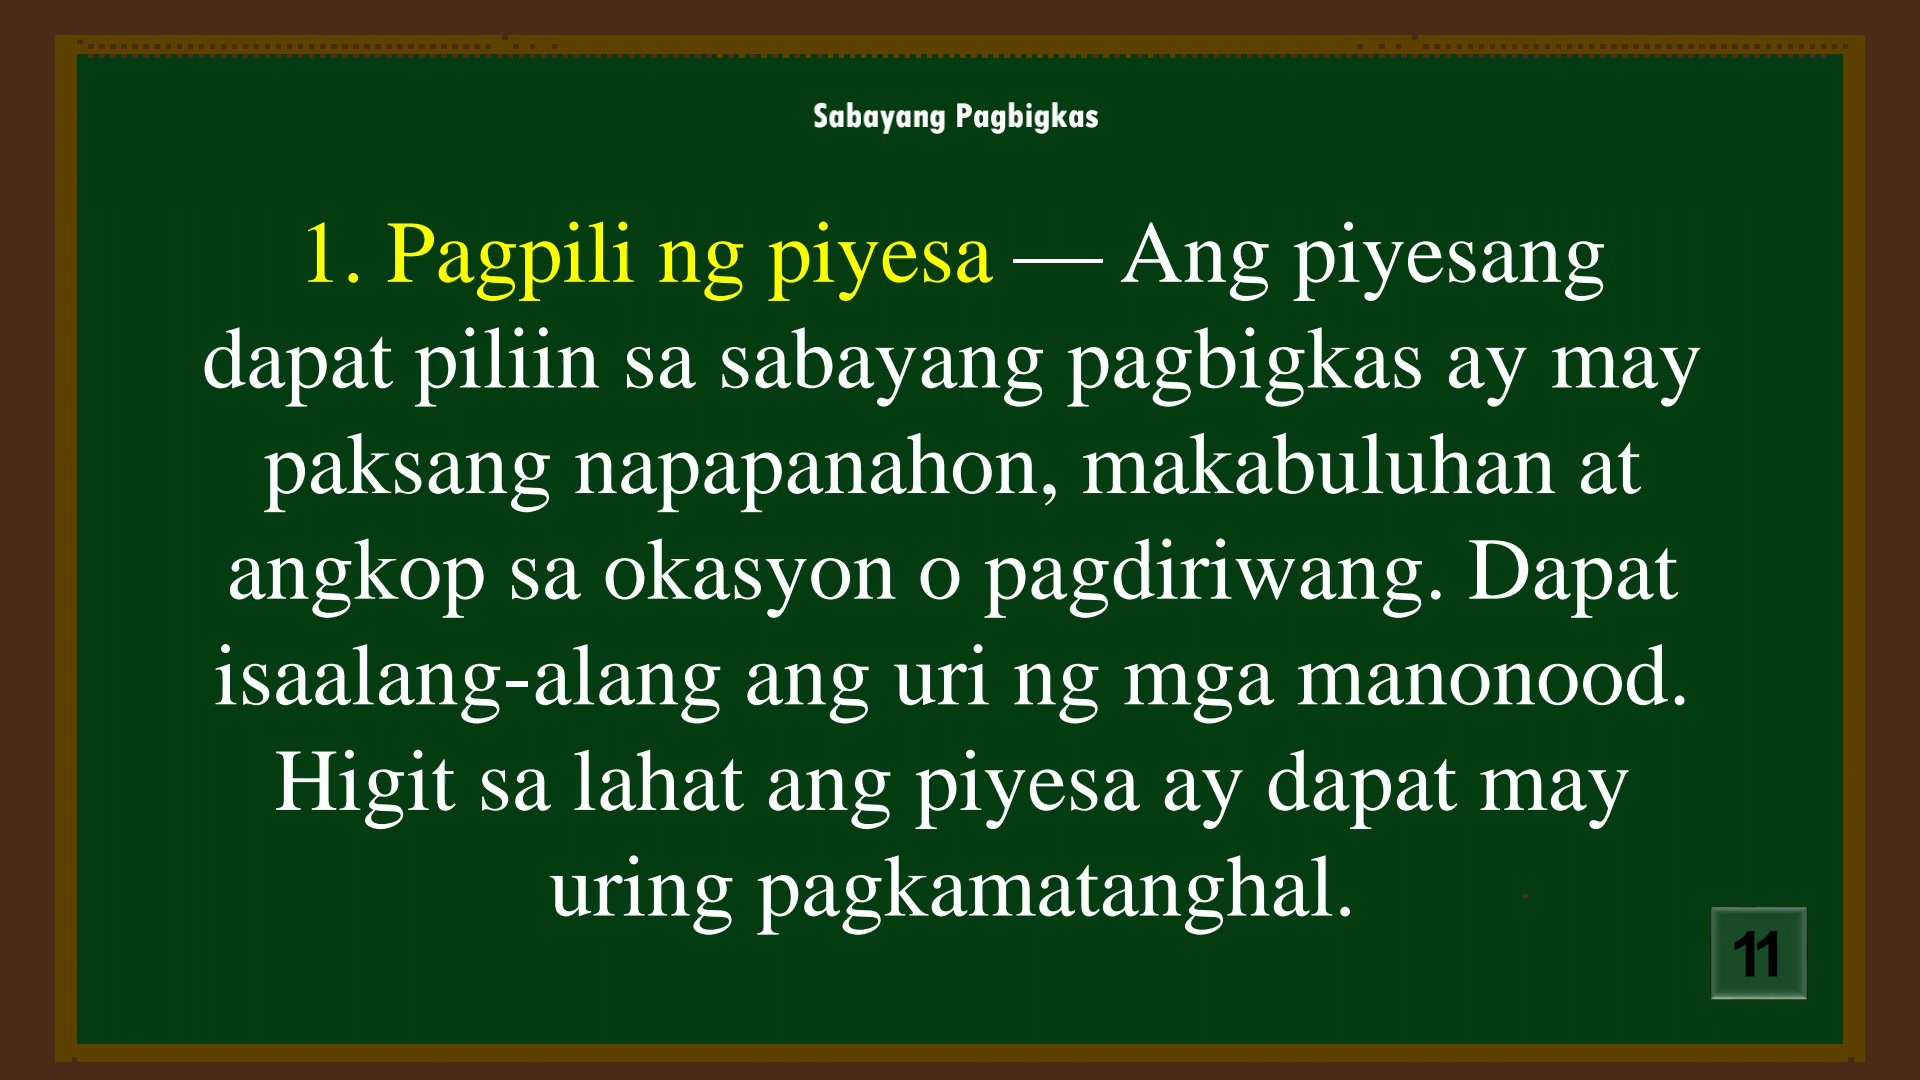 Sabayang Pagbigkas
1. Pagpili ng piyesa — Ang piyesang
dapat piliin sa sabayang pagbigkas ay may
paksang napapanahon, makabuluhan at
angkop sa okasyon o pagdiriwang. Dapat
isaalang-alang ang uri ng mga manonood.
Higit sa lahat ang piyesa ay dapat may
uring pagkamatanghal.
11